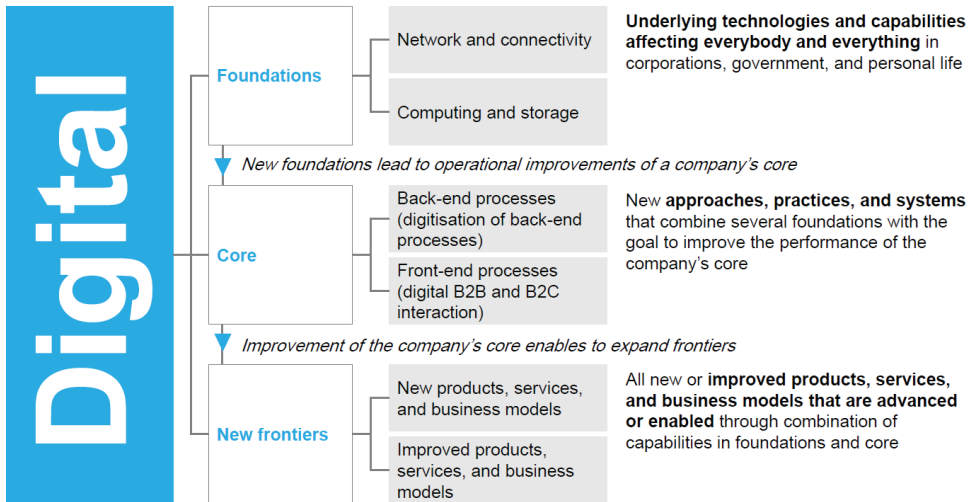 Digital
Foundations
Network and connectivity
Computing and storage
Underlying technologies and capabilities
affecting everybody and everything in
corporations, government, and personal life
New foundations lead to operational improvements of a company's core
Core
Back-end processes
(digitisation of back-end
processes)
Front-end processes
(digital B2B and B2C
interaction)
New approaches, practices, and systems
that combine several foundations with the
goal to improve the performance of the
company's core
Improvement of the company's core enables to expand frontiers
New frontiers
New products, services,
and business models
Improved products,
services, and business
models
All new or improved products, services,
and business models that are advanced
or enabled through combination of
capabilities in foundations and core